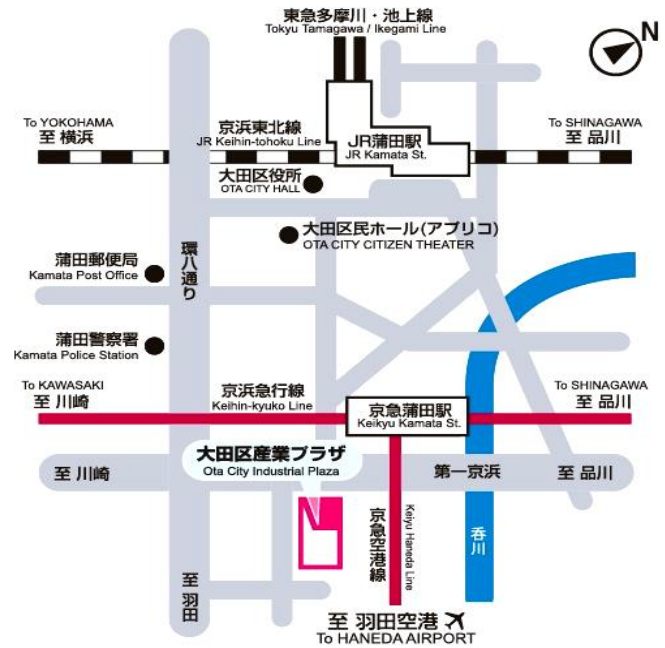 東急多摩川・池上線
Tokyu Tamagawa / Ikegami Line
N
To YOKOHAMA
至 横浜
京浜東北線
JR Keihin-tohoku Line
JR蒲田駅
JR Kamata St.
To SHINAGAWA
至 品川
大田区役所
OTA CITY HALL
大田区民ホール(アプリコ)
OTA CITY CITIZEN THEATER
環八通り
蒲田郵便局
Kamata Post Office
蒲田警察署
Kamata Police Station
To KAWASAKI
至 川崎
京浜急行線
Keihin-kyuko Line
京急蒲田駅
Keikyu Kamata St.
To SHINAGAWA
至 品川
大田区産業プラザ
Ota City Industrial Plaza
至 川崎
第一京浜
至 品川
京急空港線
Keiyu Haneda Line
呑川
至 羽田
至 羽田空港
To HANEDA AIRPORT